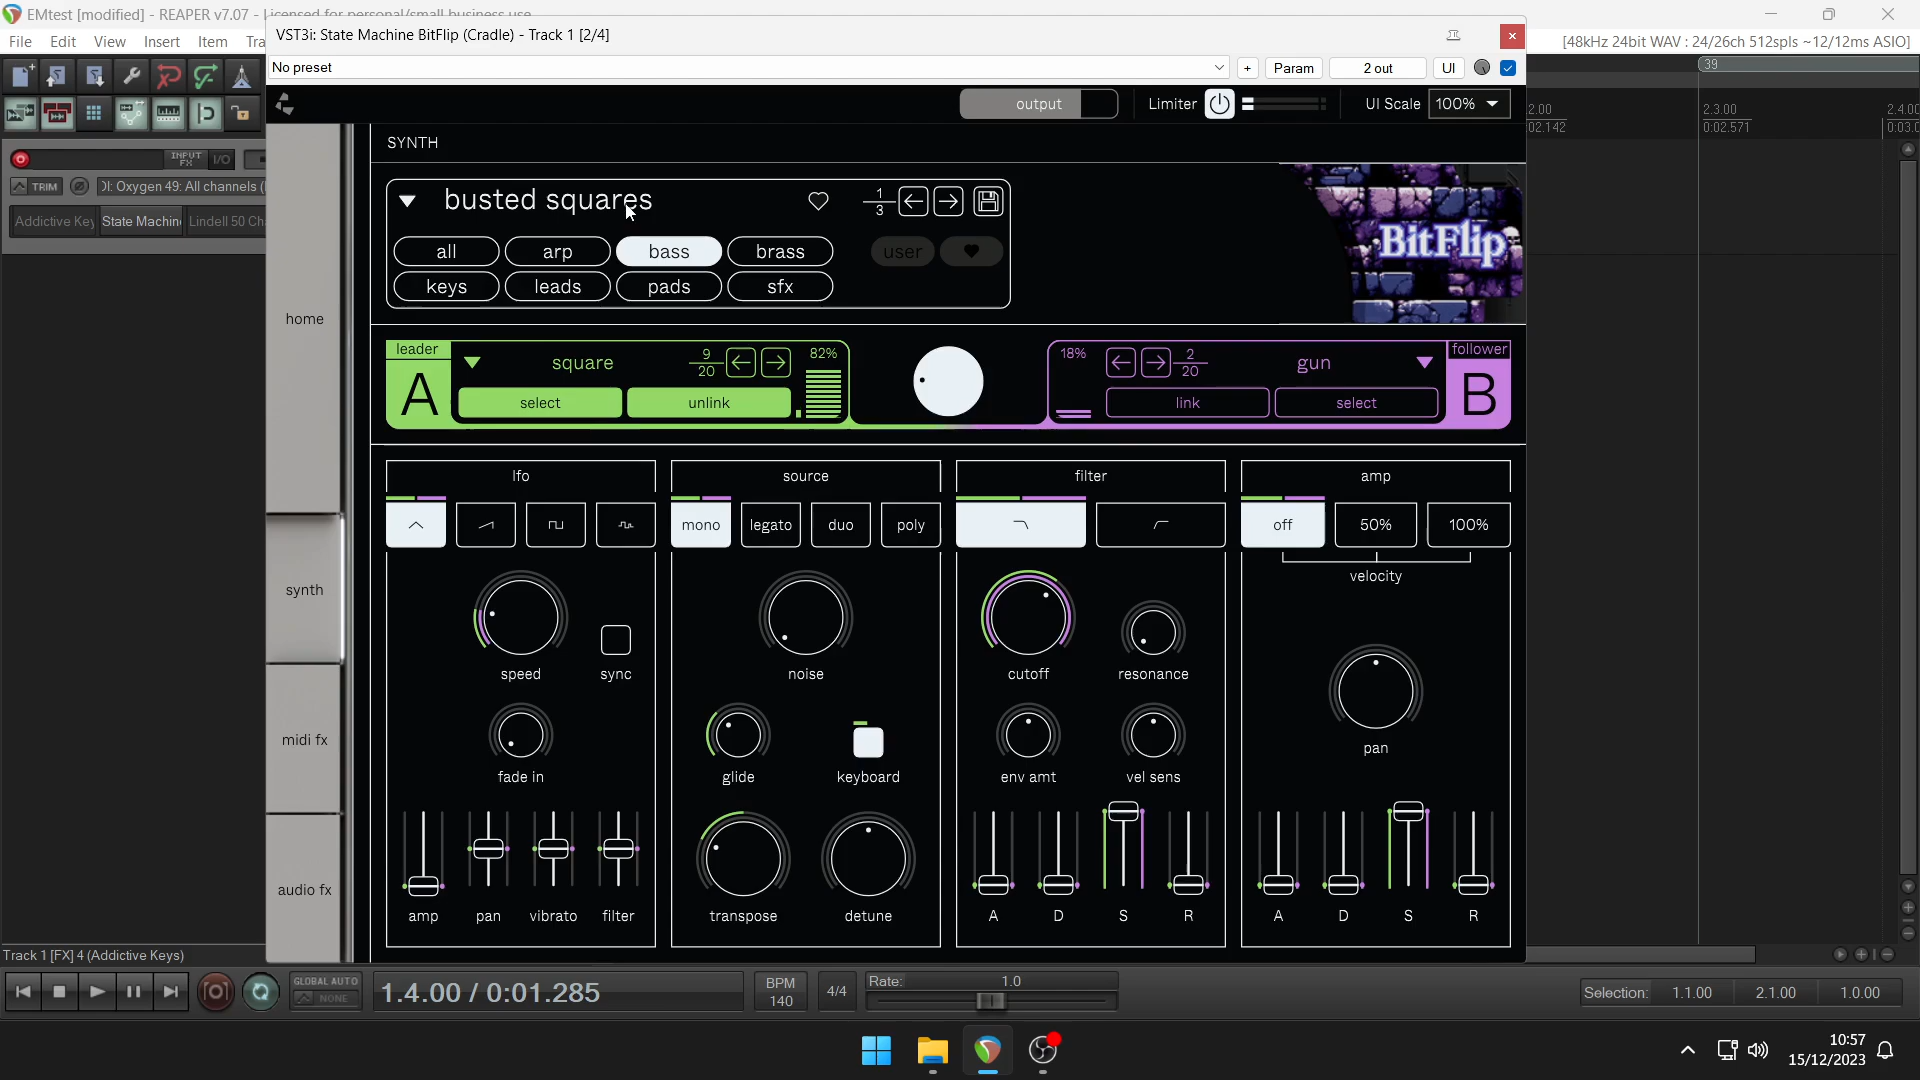 EMtest [modified] - REAPER v7.07 - Licensed for personal/small business use
File Edit View Insert Item Tra
[48kHz 24bit WAV : 24/26ch 512spls ~12/12ms ASIO]
VST3i: State Machine BitFlip (Cradle) - Track 1 [2/4]
No preset
+ Param 2 out UI
39
output Limiter UI Scale 100%
2.00 2.3.00 2.4.00
02.142 0:02.571 0:03.0
INPUT FX I/O
TRIM DI: Oxygen 49: All channels (
Addictive Key State Machin Lindell 50 Ch
SYNTH
busted squares 1/3
BitFlip
all arp bass brass user
keys leads pads sfx
home
synth
midi fx
audio fx
leader A square 9/20 82%
select unlink
18% 2/20 gun follower B
link select
lfo source filter amp
mono legato duo poly off 50% 100%
velocity
speed sync noise cutoff resonance
pan
fade in glide keyboard env amt vel sens
amp pan vibrato filter transpose detune A D S R A D S R
Track 1 [FX] 4 (Addictive Keys)
GLOBAL AUTO
NONE
1.4.00 / 0:01.285
BPM
140
4/4
Rate: 1.0
Selection: 1.1.00 2.1.00 1.0.00
10:57
15/12/2023